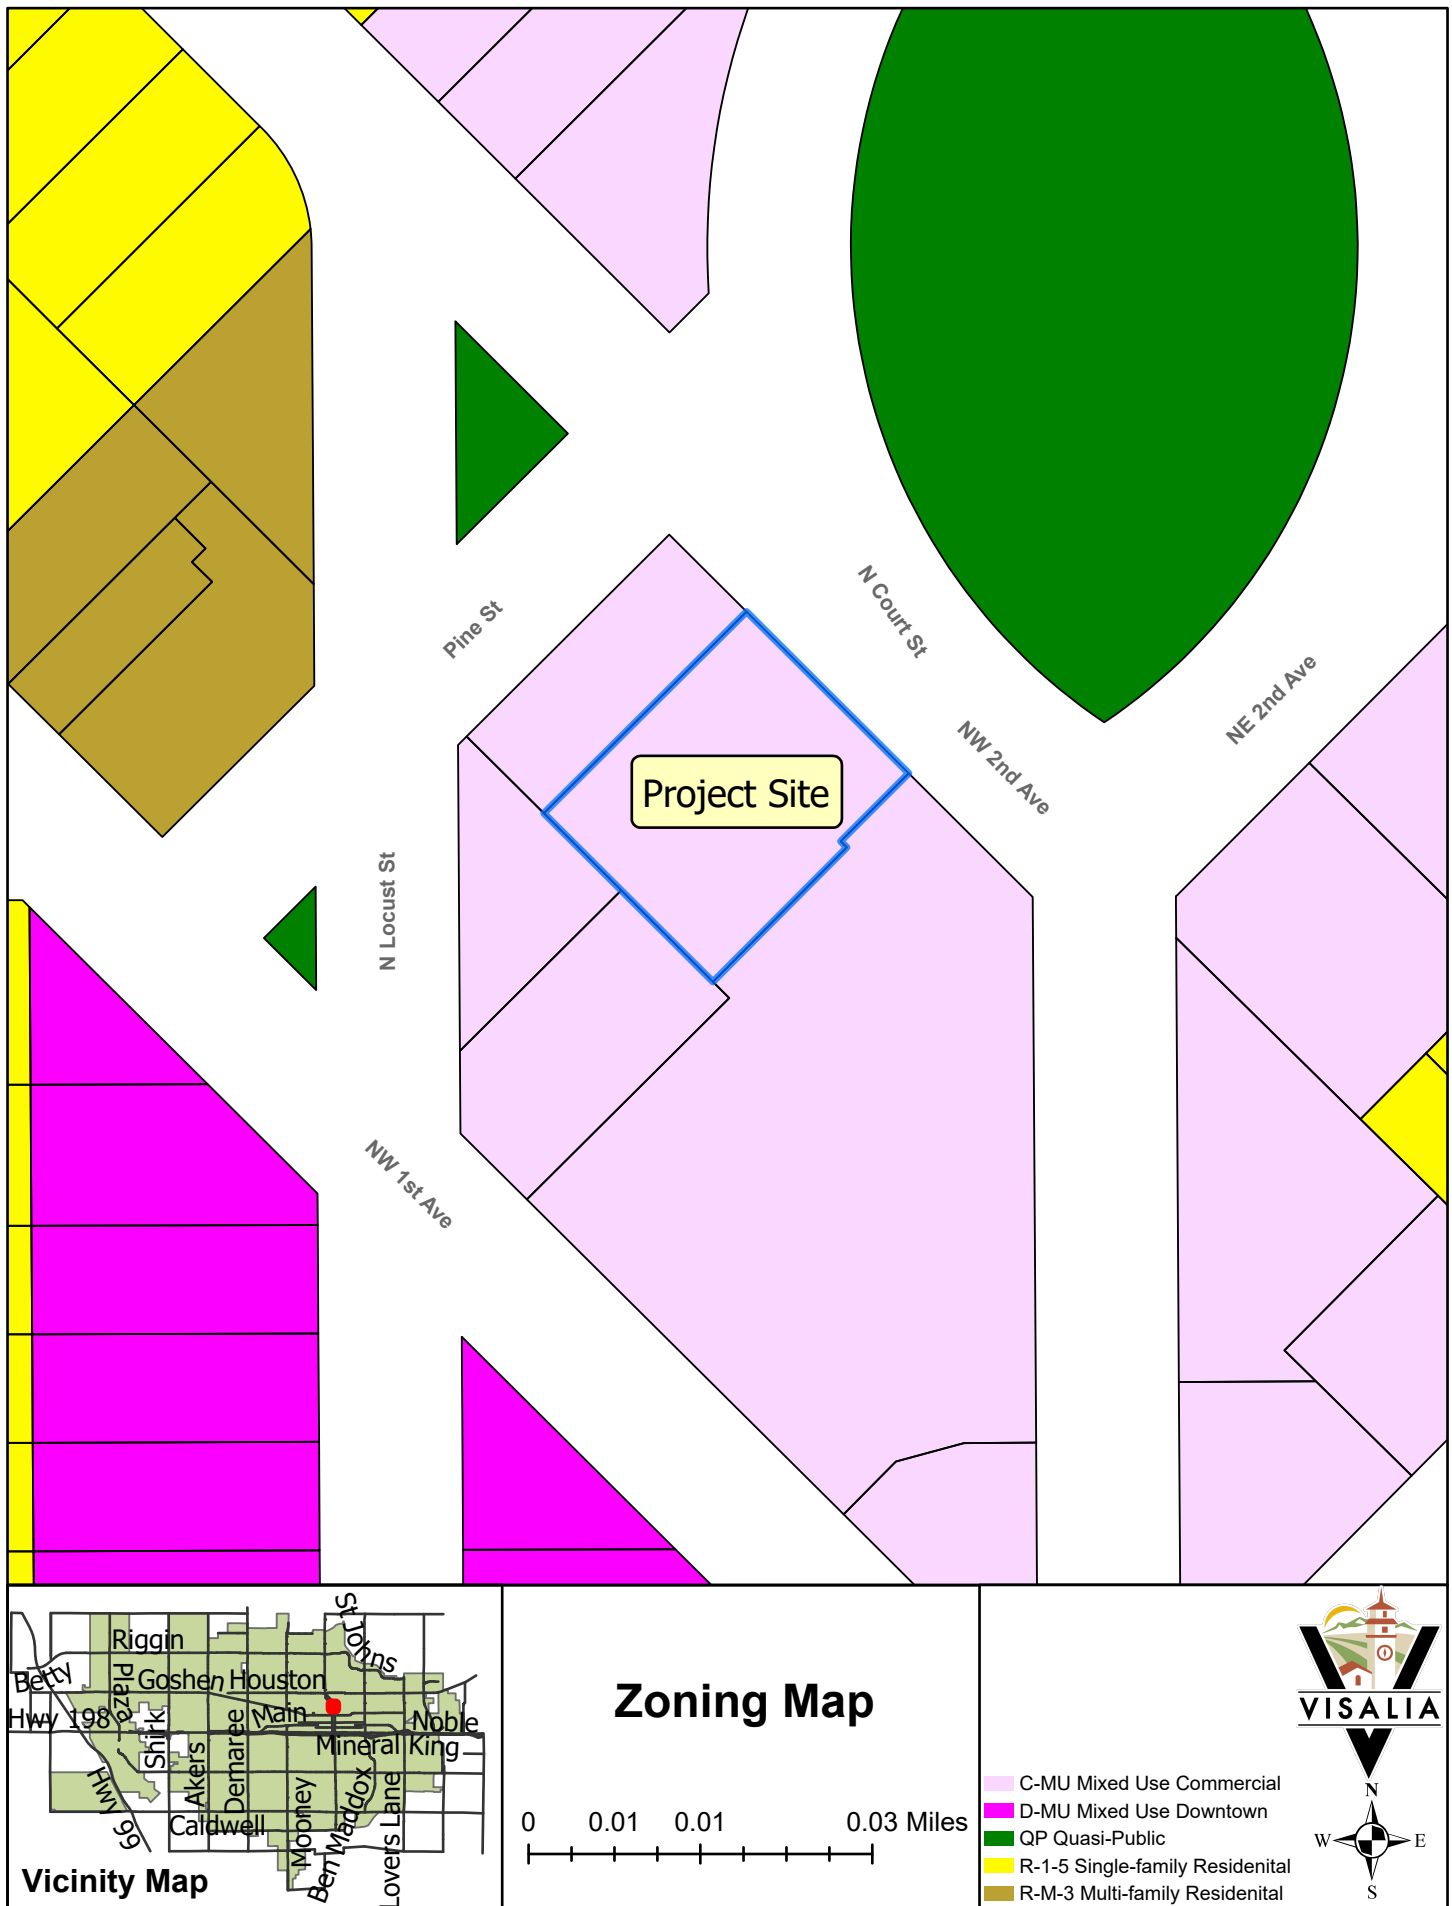 N Court St
Pine St
NE 2nd Ave
NW 2nd Ave
Project Site
N Locust St
NW 1st Ave
St Johns
Riggin
Betty
Plaza
Goshen
Houston
Hwy 198
Main
Noble
Shirk
Akers
Demaree
Mineral King
Hwy 99
Caldwell
Mooney
Ben Maddox
Lovers Lane
Vicinity Map
Zoning Map
0 0.01 0.01 0.03 Miles
VISALIA
C-MU Mixed Use Commercial
D-MU Mixed Use Downtown
QP Quasi-Public
R-1-5 Single-family Residenital
R-M-3 Multi-family Residenital
N
W E
S